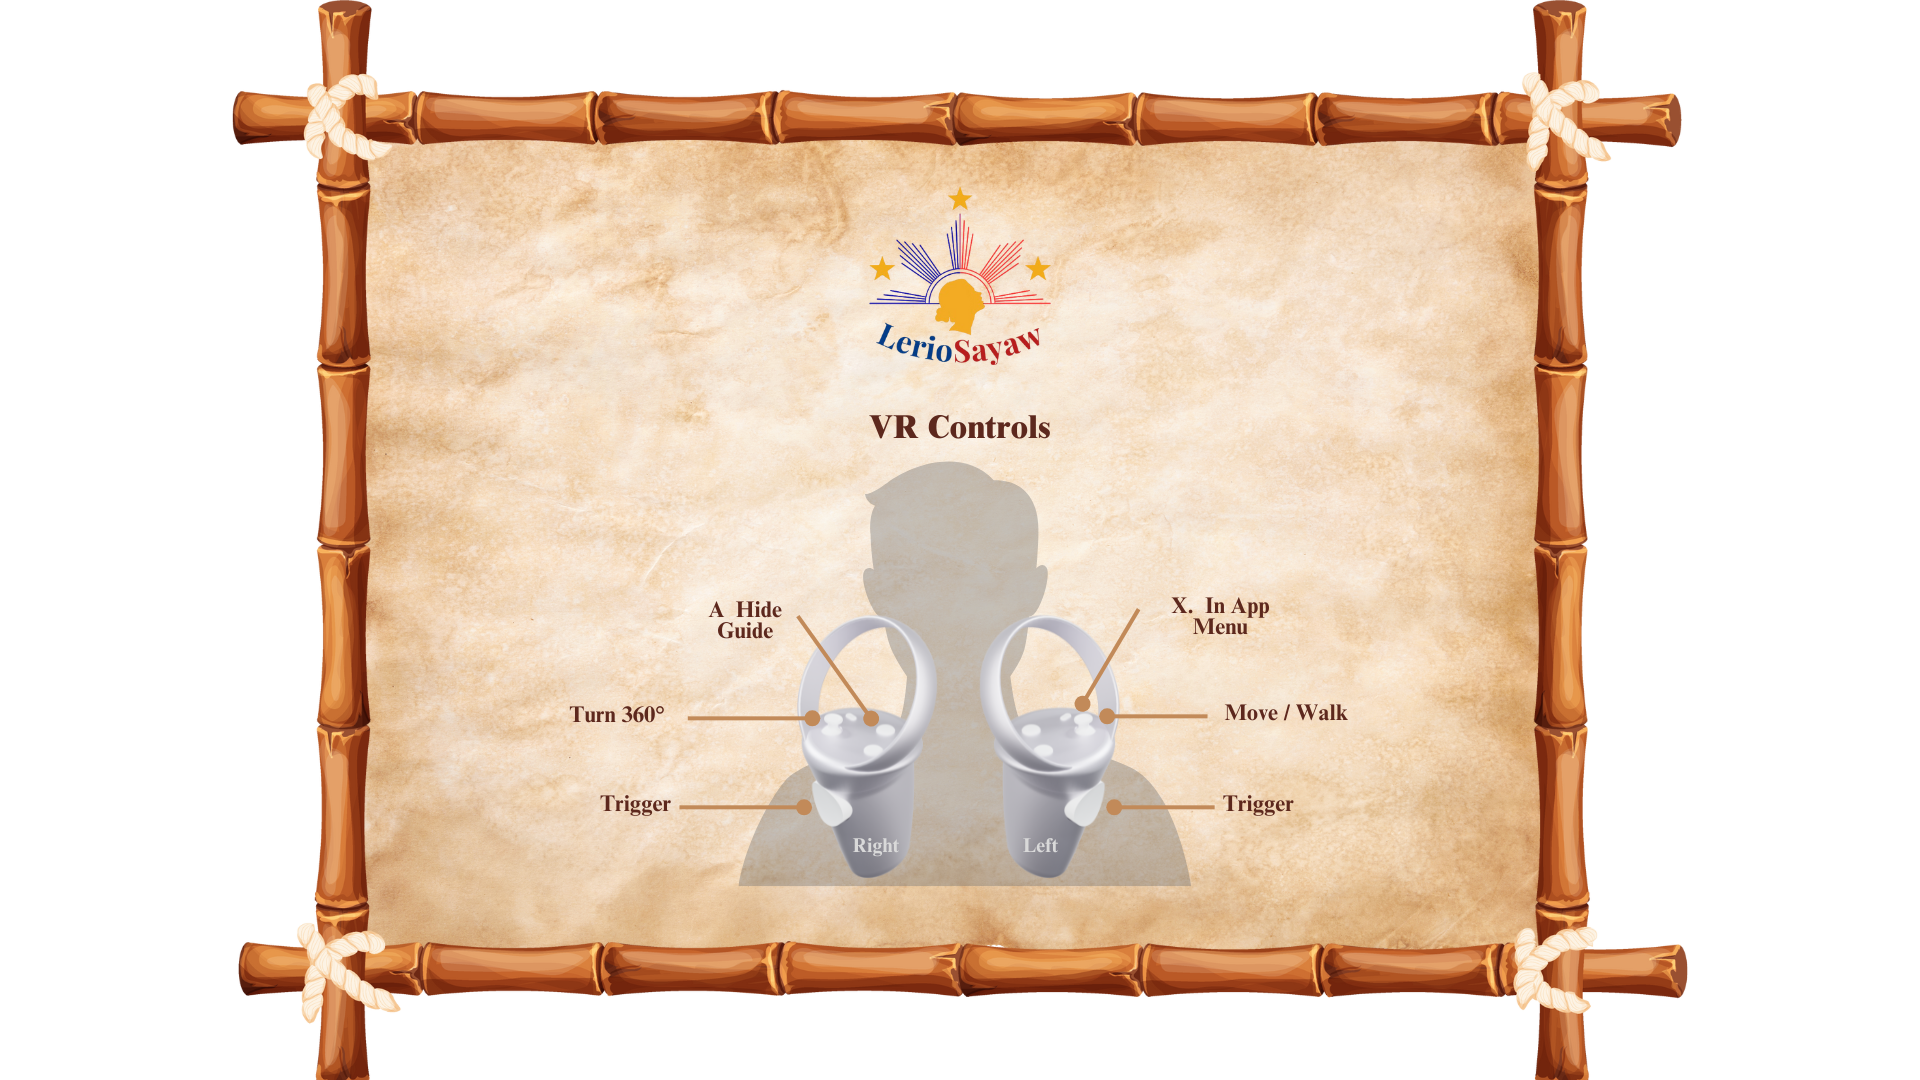 LerioSayaw
VR Controls
A  Hide
Guide
X.  In App
Menu
Turn 360°
Move / Walk
Trigger
Trigger
Right
Left